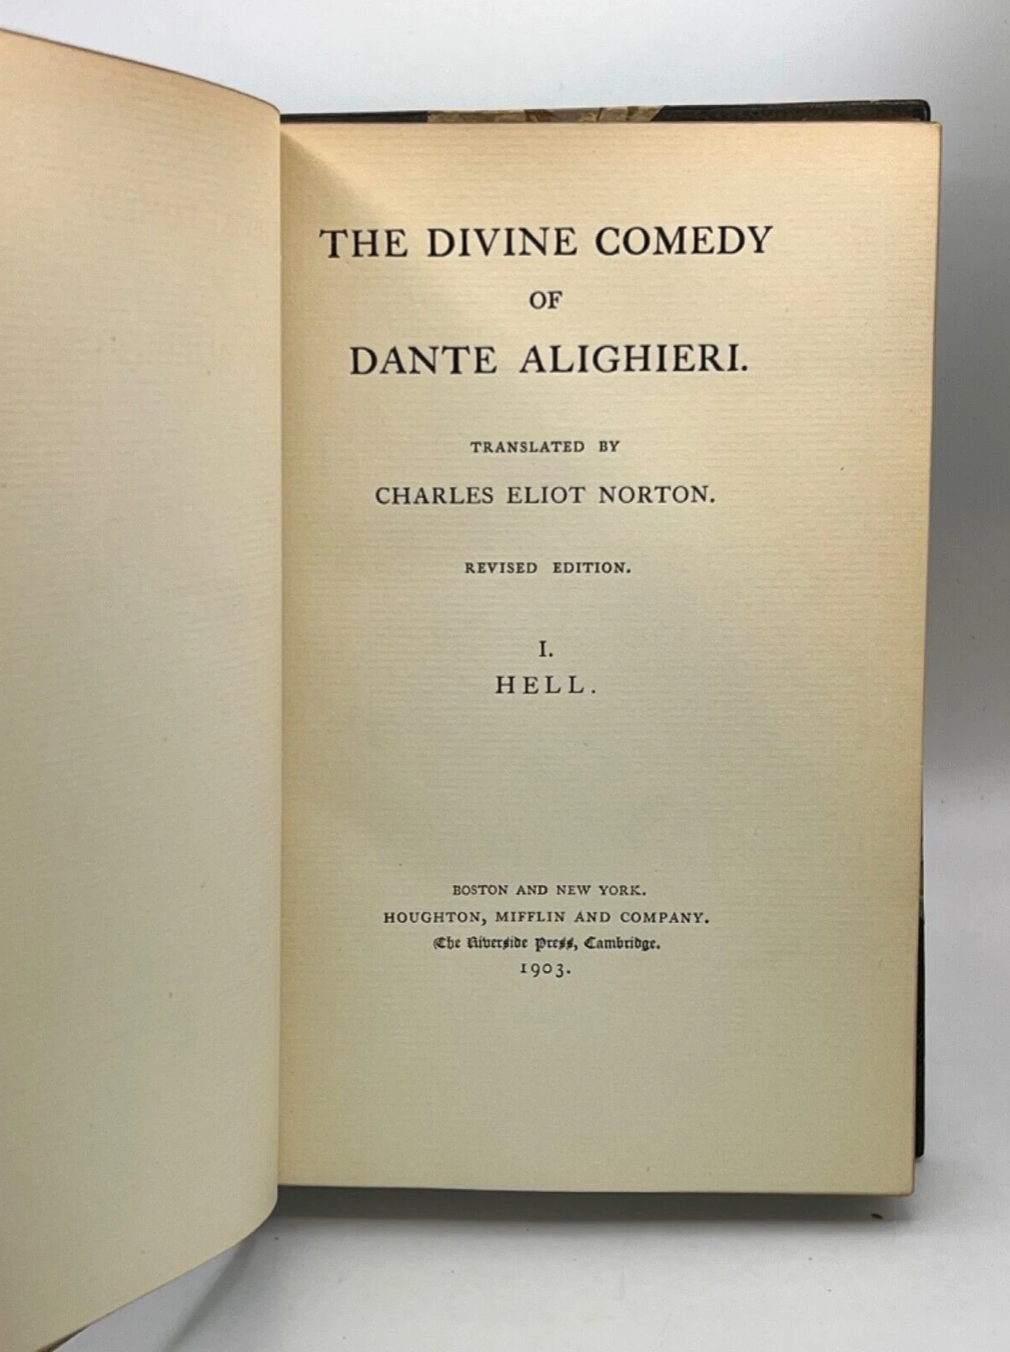 THE DIVINE COMEDY
OF
DANTE ALIGHIERI.
TRANSLATED BY
CHARLES ELIOT NORTON.
REVISED EDITION.
I.
HELL.
BOSTON AND NEW YORK.
HOUGHTON, MIFFLIN AND COMPANY.
The Riverside Press, Cambridge.
1903.